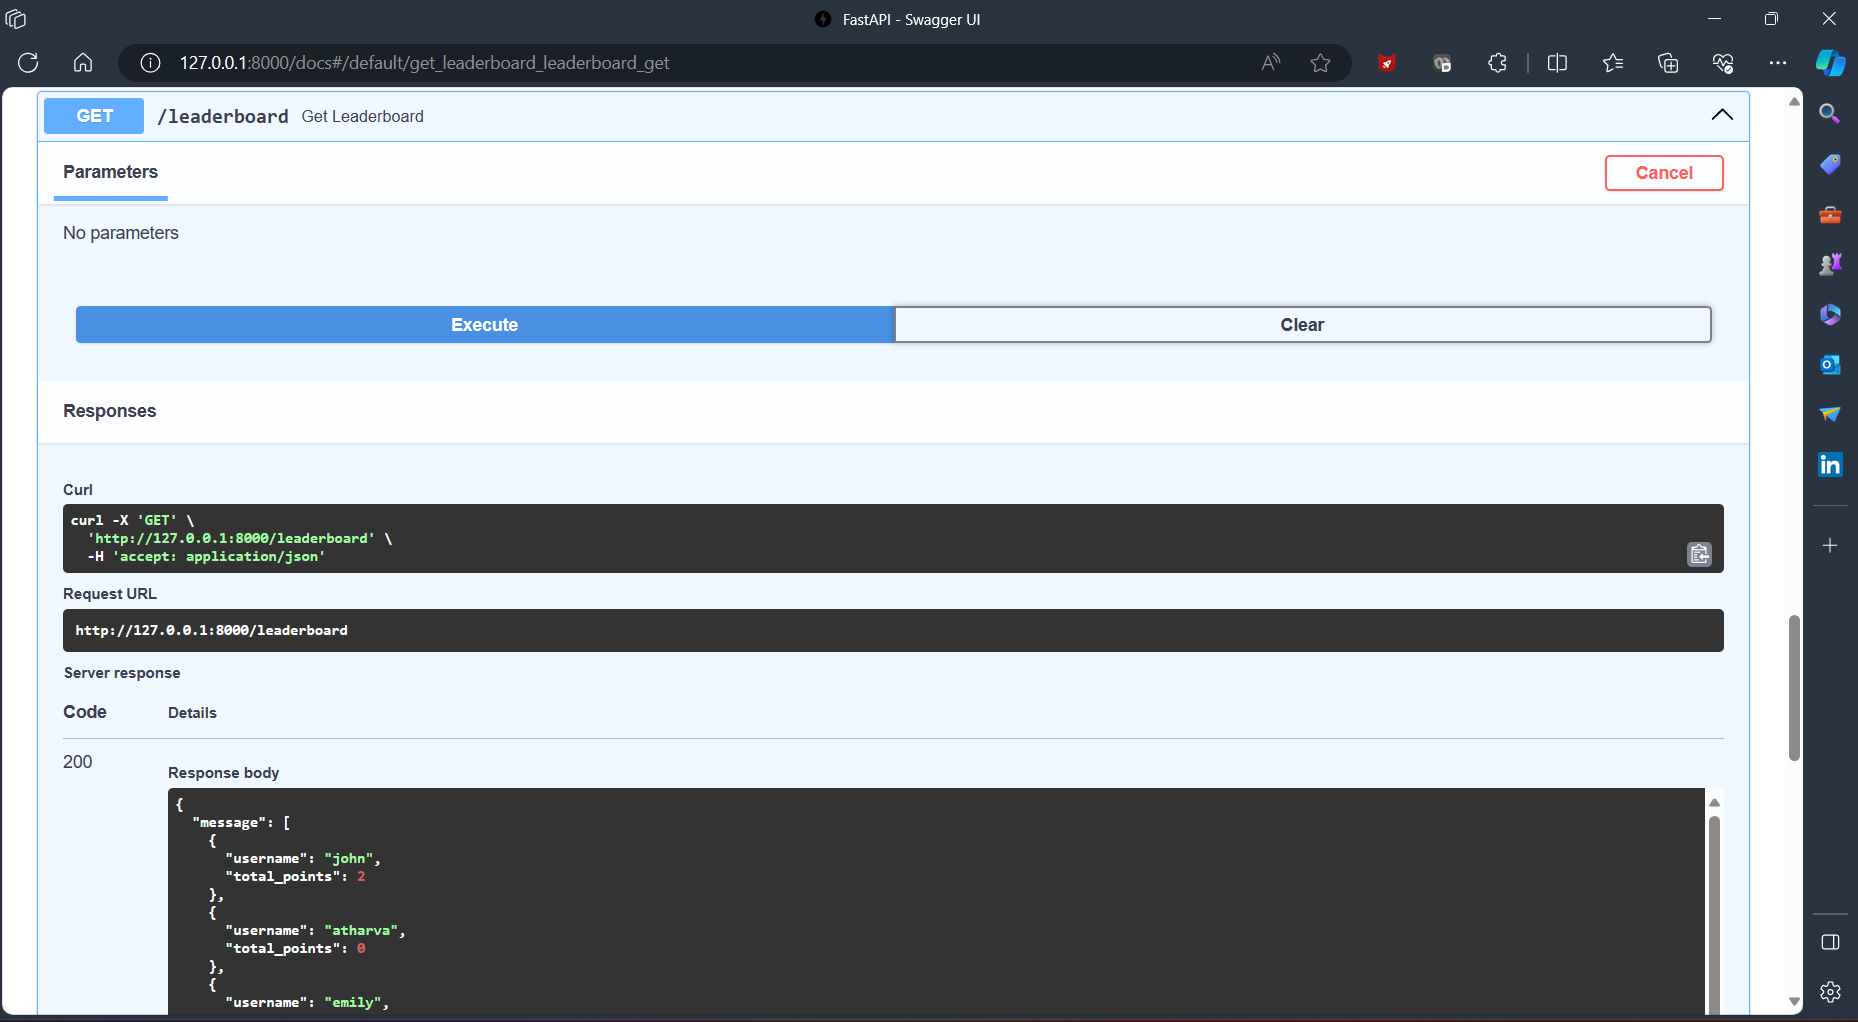 FastAPI - Swagger UI
127.0.0.1:8000/docs#/default/get_leaderboard_leaderboard_get
GET /leaderboard Get Leaderboard
Parameters
Cancel
No parameters
Execute
Clear
Responses
Curl
curl -X 'GET' \
'http://127.0.0.1:8000/leaderboard' \
-H 'accept: application/json'
Request URL
http://127.0.0.1:8000/leaderboard
Server response
Code Details
200
Response body
{
"message": [
{
"username": "john",
"total_points": 2
},
{
"username": "atharva",
"total_points": 0
},
{
"username": "emily",